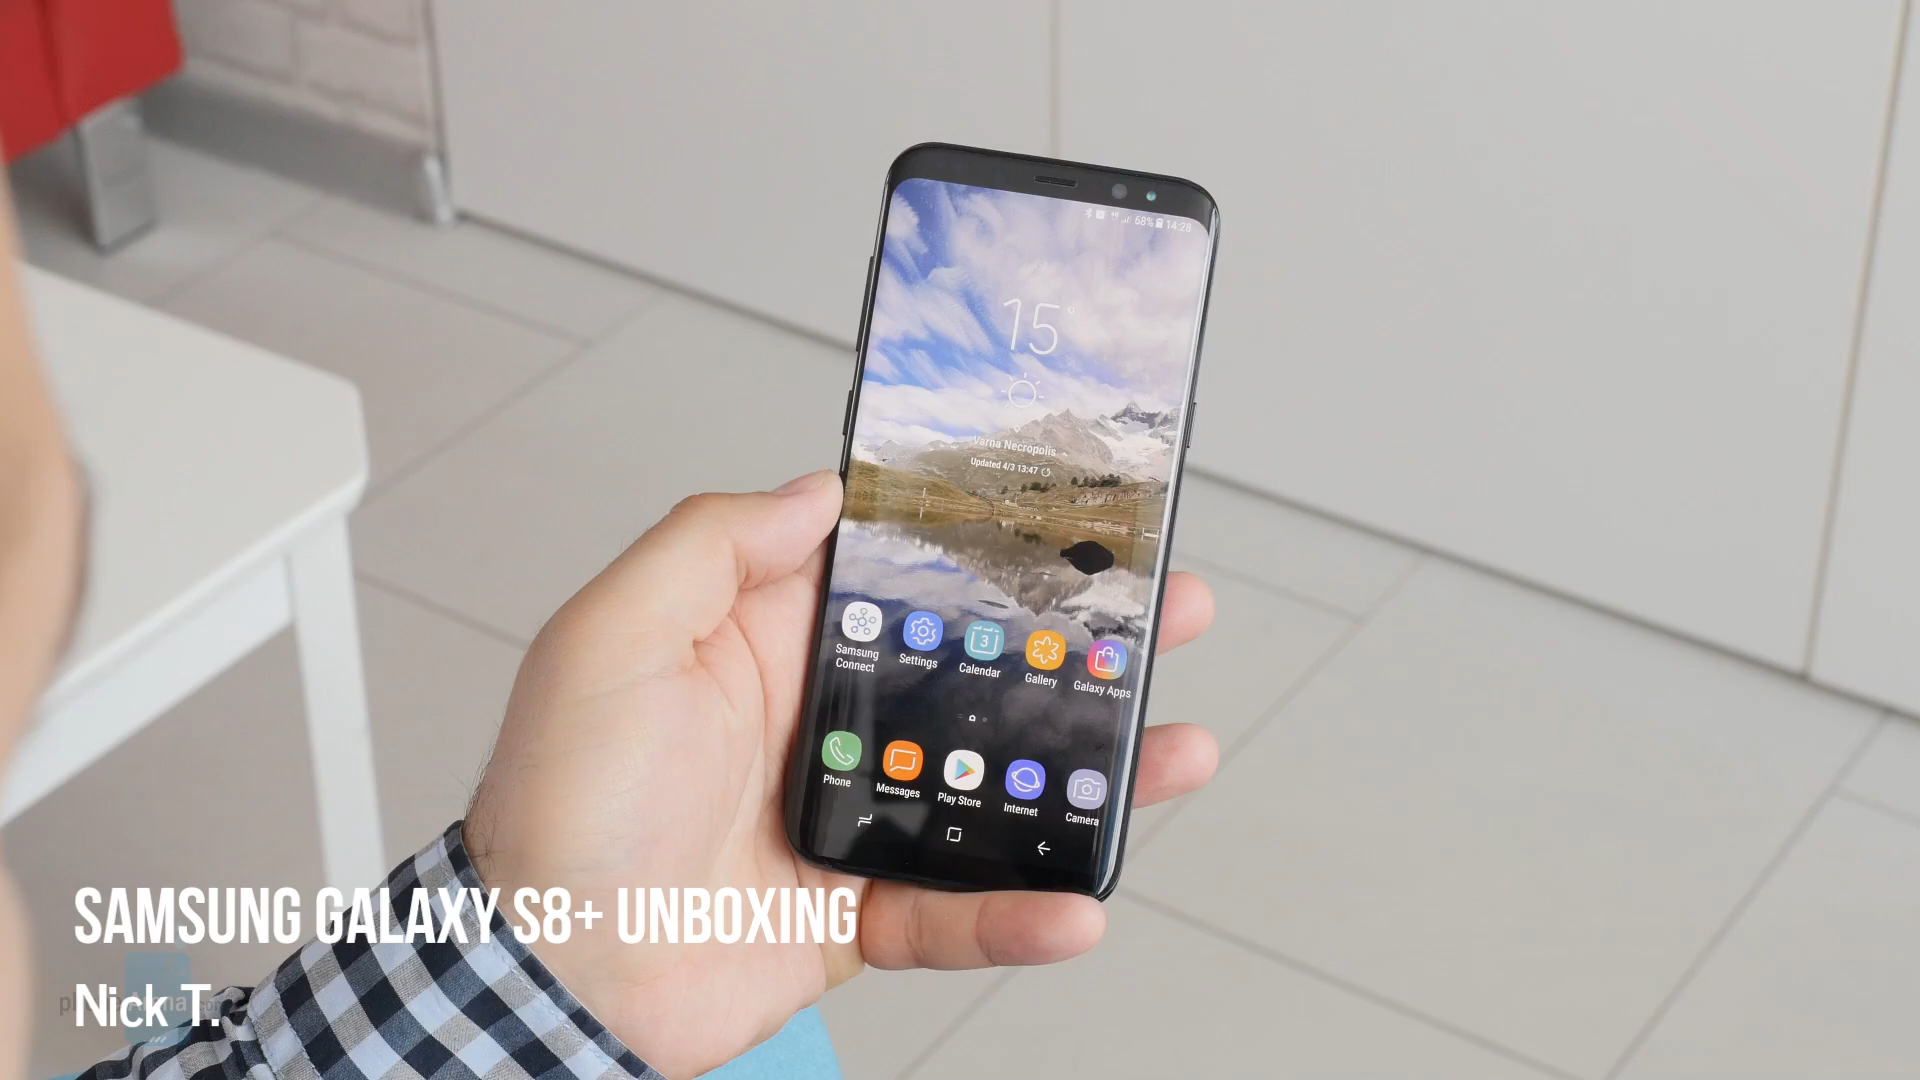 68% 14:28
15°
Varna Necropolis
Updated 4/3 13:47
Samsung Connect
Settings
3
Calendar
Gallery
Galaxy Apps
Phone
Messages
Play Store
Internet
Camera
SAMSUNG GALAXY S8+ UNBOXING
Nick T.